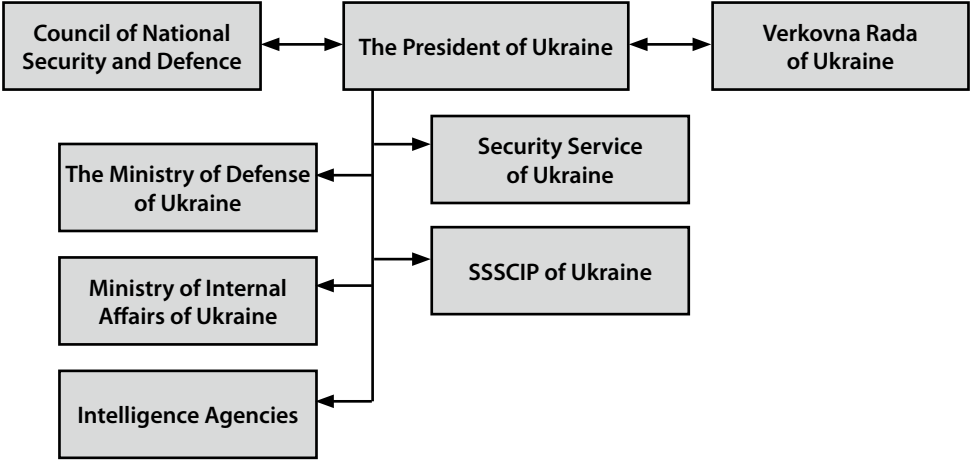 Council of National
Security and Defence
The President of Ukraine
Verkovna Rada
of Ukraine
Security Service
of Ukraine
The Ministry of Defense
of Ukraine
SSSCIP of Ukraine
Ministry of Internal
Affairs of Ukraine
Intelligence Agencies